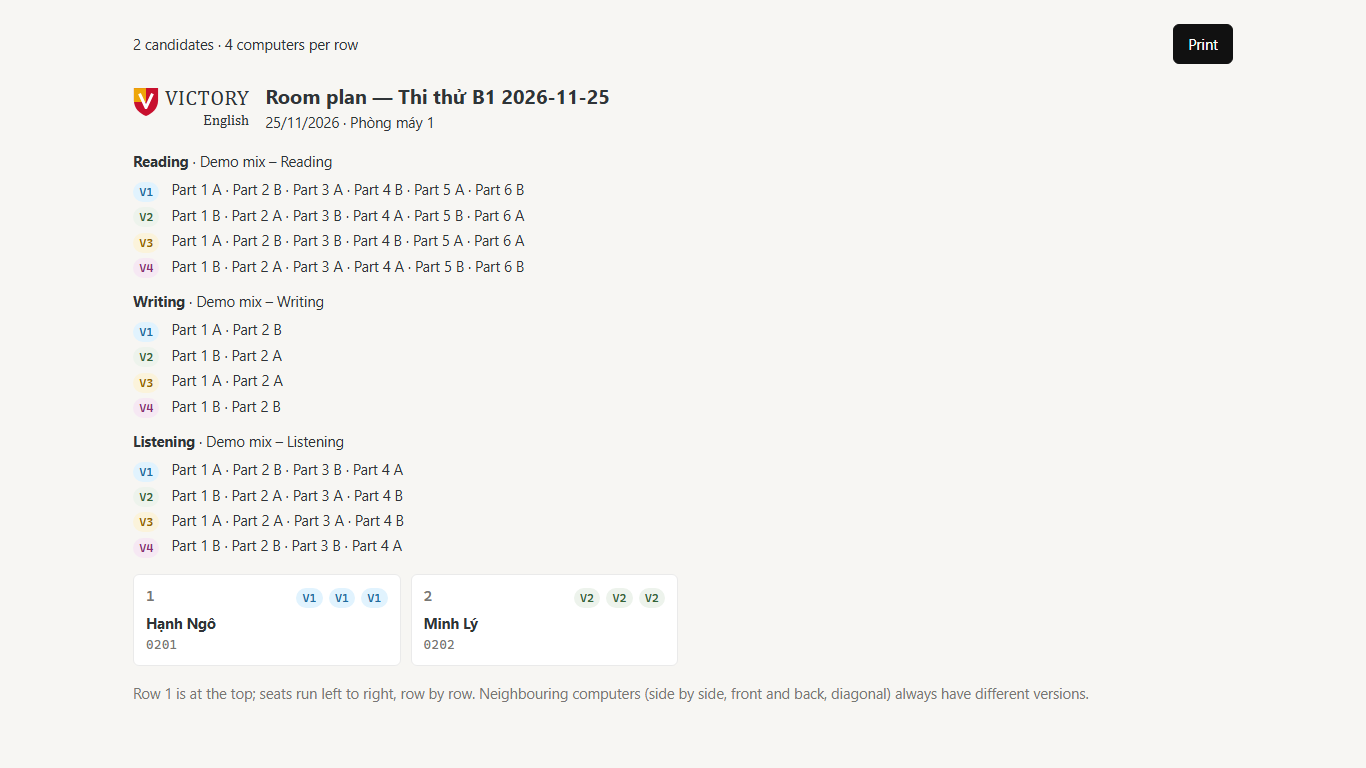 2 candidates · 4 computers per row
Print
VICTORY
English
Room plan — Thi thử B1 2026-11-25
25/11/2026 · Phòng máy 1
Reading · Demo mix – Reading
V1 Part 1 A · Part 2 B · Part 3 A · Part 4 B · Part 5 A · Part 6 B
V2 Part 1 B · Part 2 A · Part 3 B · Part 4 A · Part 5 B · Part 6 A
V3 Part 1 A · Part 2 B · Part 3 B · Part 4 B · Part 5 A · Part 6 A
V4 Part 1 B · Part 2 A · Part 3 A · Part 4 A · Part 5 B · Part 6 B
Writing · Demo mix – Writing
V1 Part 1 A · Part 2 B
V2 Part 1 B · Part 2 A
V3 Part 1 A · Part 2 A
V4 Part 1 B · Part 2 B
Listening · Demo mix – Listening
V1 Part 1 A · Part 2 B · Part 3 B · Part 4 A
V2 Part 1 B · Part 2 A · Part 3 A · Part 4 B
V3 Part 1 A · Part 2 A · Part 3 A · Part 4 B
V4 Part 1 B · Part 2 B · Part 3 B · Part 4 A
1 V1 V1 V1
Hạnh Ngô
0201
2 V2 V2 V2
Minh Lý
0202
Row 1 is at the top; seats run left to right, row by row. Neighbouring computers (side by side, front and back, diagonal) always have different versions.